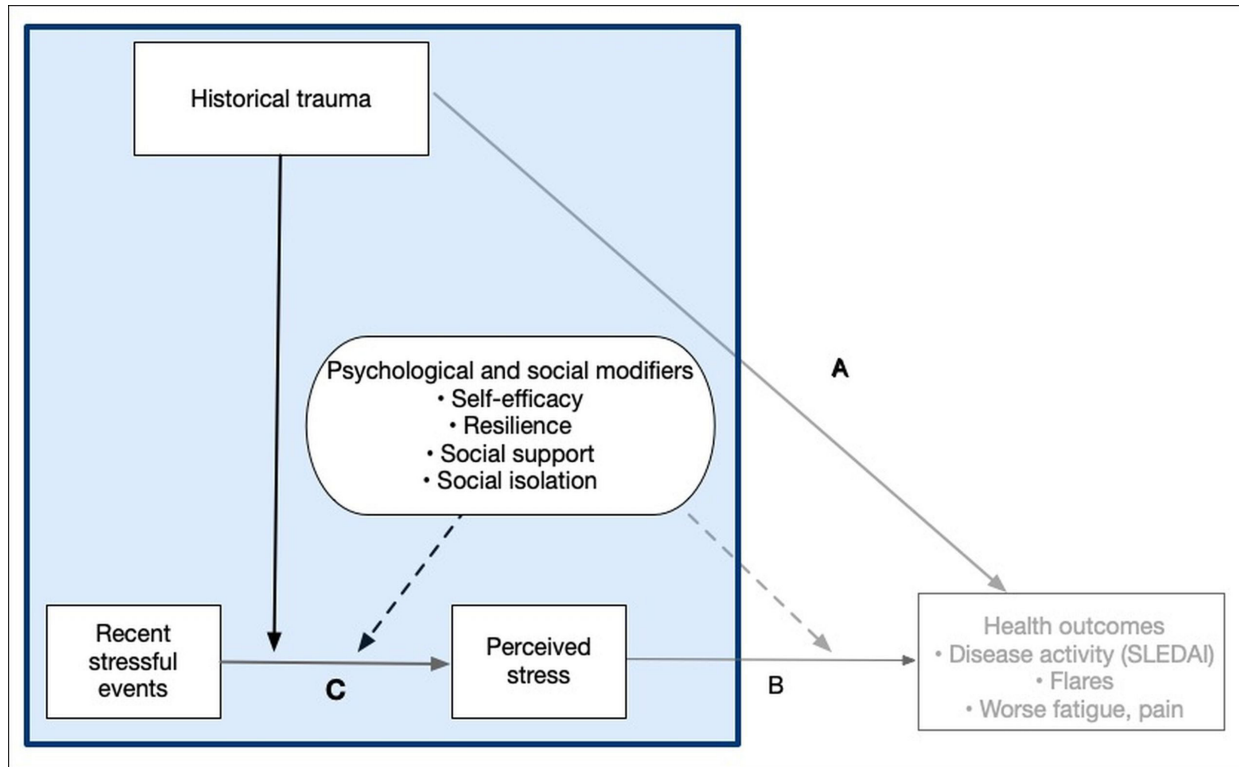 Historical trauma
A
Psychological and social modifiers
• Self-efficacy
• Resilience
• Social support
• Social isolation
Recent
stressful
events
C
Perceived
stress
B
Health outcomes
• Disease activity (SLEDAI)
• Flares
• Worse fatigue, pain